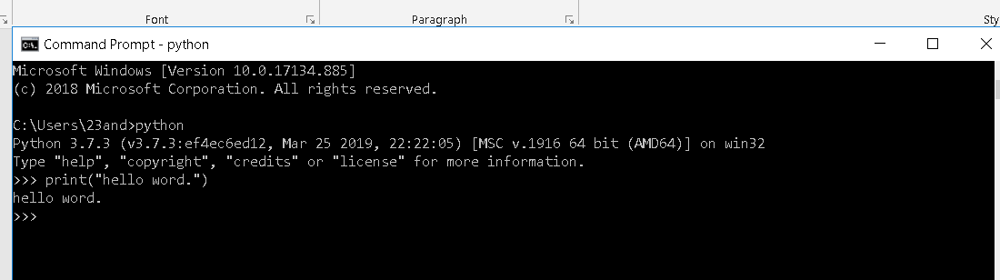 Font Paragraph Sty
Command Prompt - python
Microsoft Windows [Version 10.0.17134.885]
(c) 2018 Microsoft Corporation. All rights reserved.
C:\Users\23and>python
Python 3.7.3 (v3.7.3:ef4ec6ed12, Mar 25 2019, 22:22:05) [MSC v.1916 64 bit (AMD64)] on win32
Type "help", "copyright", "credits" or "license" for more information.
>>> print("hello word.")
hello word.
>>>